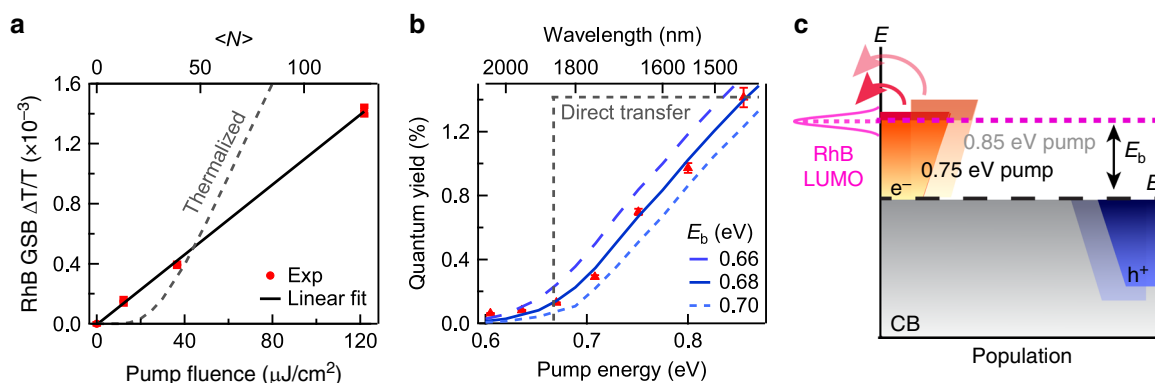 a
<N>
0 50 100
RhB GSB ΔT/T (×10⁻³)
1.6
1.2
0.8
0.4
0.0
Thermalized
Exp
Linear fit
0 40 80 120
Pump fluence (μJ/cm²)
b
Wavelength (nm)
2000 1800 1600 1500
Quantum yield (%)
1.2
0.8
0.4
0.0
Direct transfer
E_b (eV)
0.66
0.68
0.70
0.6 0.7 0.8
Pump energy (eV)
c
E
RhB
LUMO
0.85 eV pump
0.75 eV pump
E_b
e⁻
h⁺
CB
Population